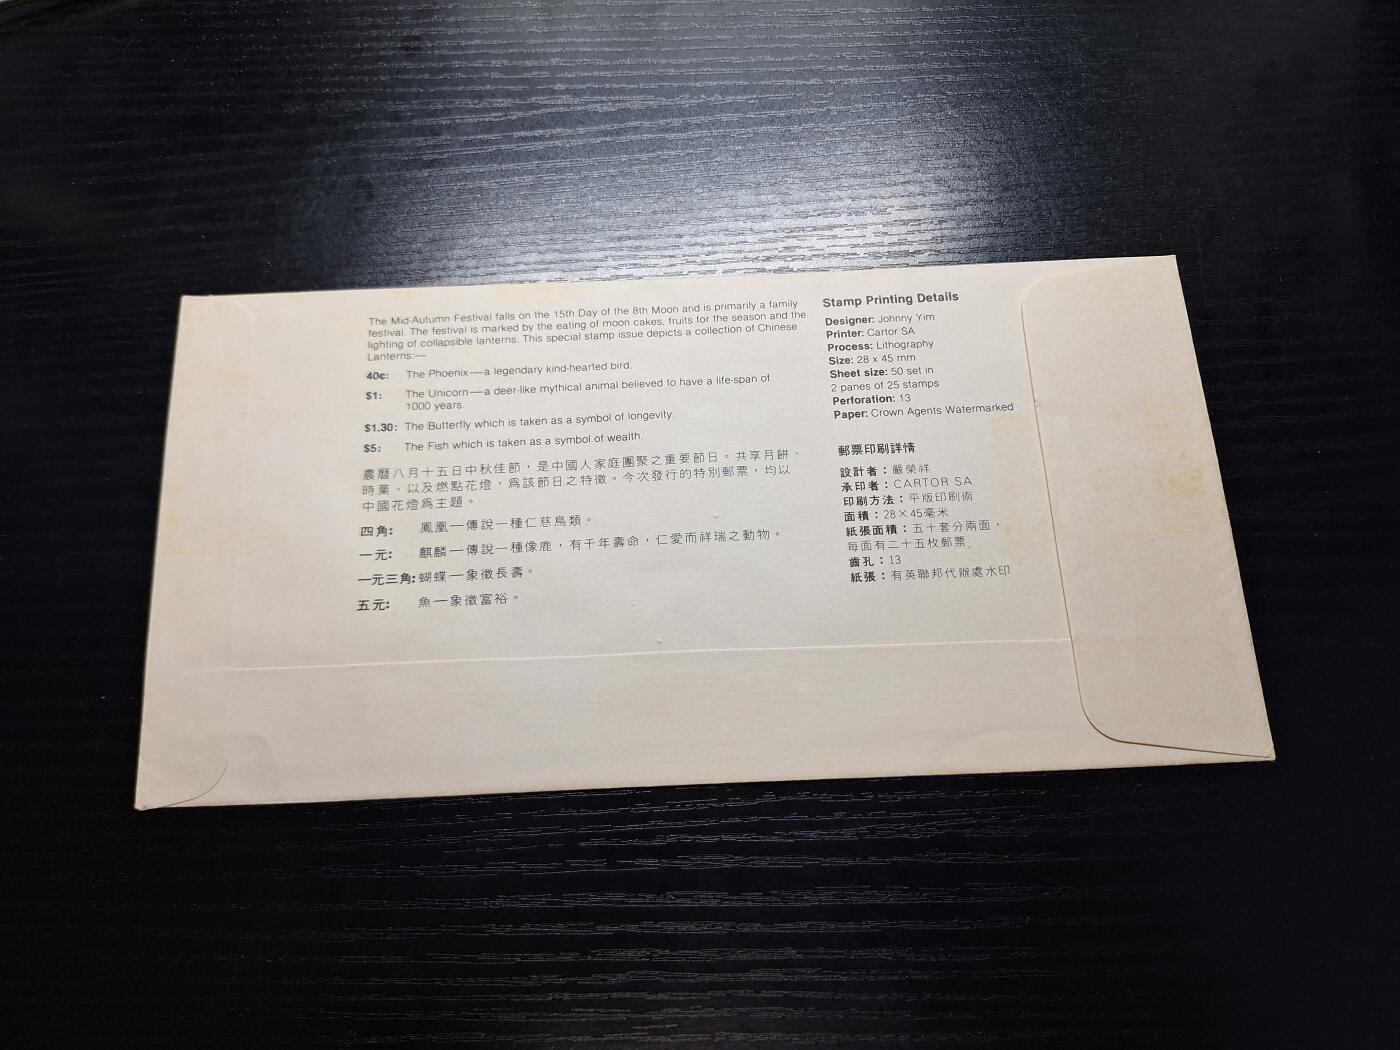 The Mid-Autumn Festival falls on the 15th Day of the 8th Moon and is primarily a family
festival. The festival is marked by the eating of moon cakes, fruits for the season and the
lighting of collapsible lanterns. This special stamp issue depicts a collection of Chinese
Lanterns:—
40¢: The Phoenix—a legendary kind-hearted bird.
$1: The Unicorn—a deer-like mythical animal believed to have a life-span of
1000 years.
$1.30: The Butterfly which is taken as a symbol of longevity.
$5: The Fish which is taken as a symbol of wealth.
農曆八月十五日中秋佳節，是中國人家庭團聚之重要節日。共享月餅、
時菓、以及燃點花燈，爲該節日之特徵。今次發行的特別郵票，均以
中國花燈爲主題。
四角: 鳳凰—傳說一種仁慈鳥類。
一元: 麒麟—傳說一種像鹿，有千年壽命，仁愛而祥瑞之動物。
一元三角: 蝴蝶—象徵長壽。
五元: 魚—象徵富裕。
Stamp Printing Details
Designer: Johnny Yim
Printer: Cartor SA
Process: Lithography
Size: 28 x 45 mm
Sheet size: 50 set in
2 panes of 25 stamps
Perforation: 13
Paper: Crown Agents Watermarked
郵票印刷詳情
設計者：嚴榮祥
承印者：CARTOR SA
印刷方法：平版印刷術
面積：28×45毫米
紙張面積：五十套分兩面，
每面有二十五枚郵票.
齒孔：13
紙張：有英聯邦代辦處水印